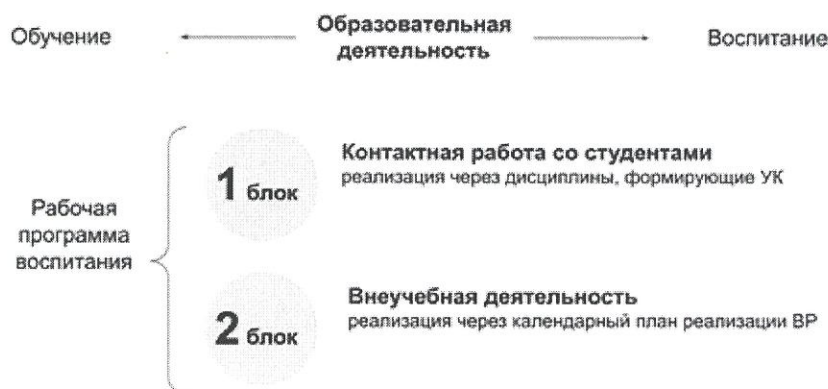 Обучение
Образовательная
деятельность
Воспитание
Рабочая
программа
воспитания
1 блок
Контактная работа со студентами
реализация через дисциплины, формирующие УК
2 блок
Внеучебная деятельность
реализация через календарный план реализации ВР